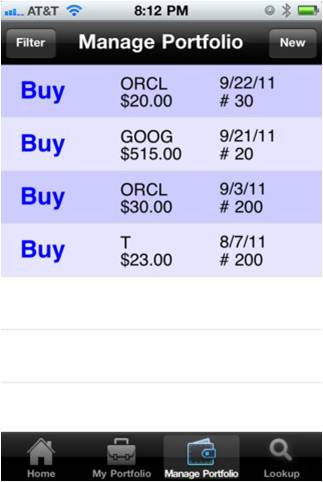 AT&T 8:12 PM
Filter Manage Portfolio New
Buy ORCL 9/22/11
$20.00 # 30
Buy GOOG 9/21/11
$515.00 # 20
Buy ORCL 9/3/11
$30.00 # 200
Buy T 8/7/11
$23.00 # 200
Home My Portfolio Manage Portfolio Lookup